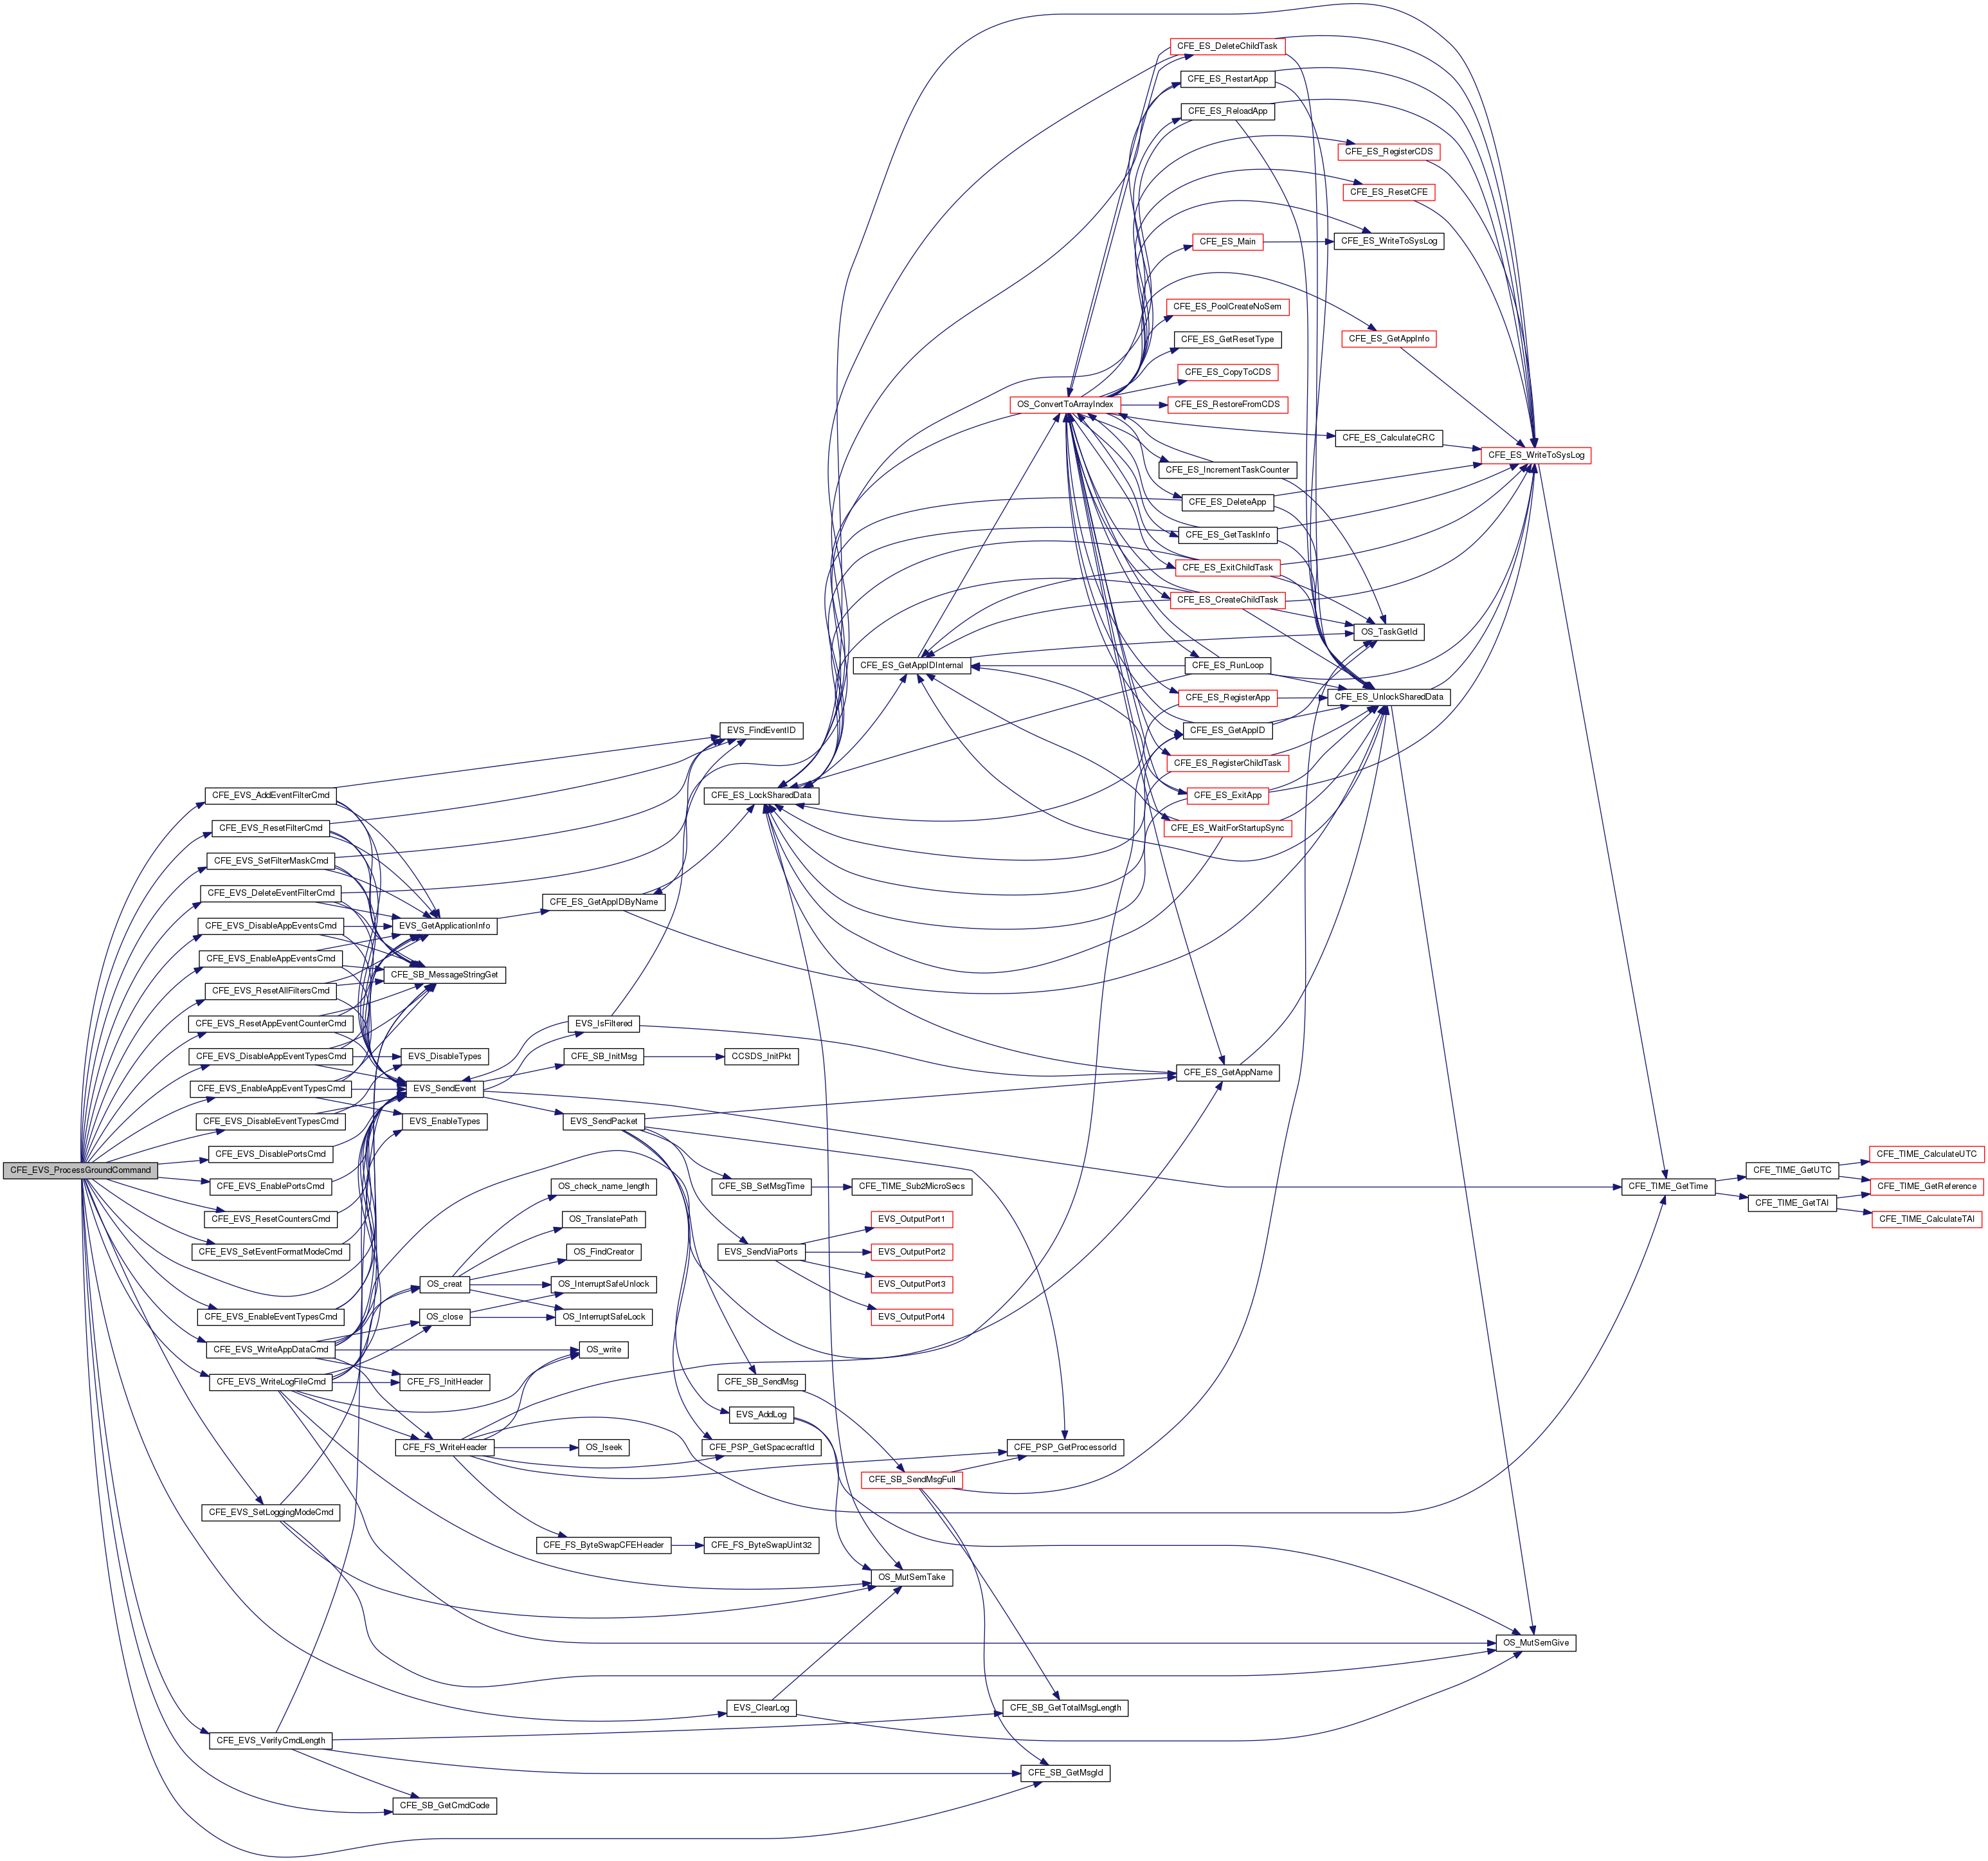 CFE_EVS_ProcessGroundCommand
CFE_EVS_AddEventFilterCmd
CFE_EVS_ResetFilterCmd
CFE_EVS_SetFilterMaskCmd
CFE_EVS_DeleteEventFilterCmd
CFE_EVS_DisableAppEventsCmd
CFE_EVS_EnableAppEventsCmd
CFE_EVS_ResetAllFiltersCmd
CFE_EVS_ResetAppEventCounterCmd
CFE_EVS_DisableAppEventTypesCmd
CFE_EVS_EnableAppEventTypesCmd
CFE_EVS_DisableEventTypesCmd
CFE_EVS_DisablePortsCmd
CFE_EVS_EnablePortsCmd
CFE_EVS_ResetCountersCmd
CFE_EVS_SetEventFormatModeCmd
CFE_EVS_EnableEventTypesCmd
CFE_EVS_WriteAppDataCmd
CFE_EVS_WriteLogFileCmd
CFE_EVS_SetLoggingModeCmd
CFE_EVS_VerifyCmdLength
EVS_GetApplicationInfo
CFE_SB_MessageStringGet
EVS_DisableTypes
EVS_SendEvent
EVS_EnableTypes
OS_creat
OS_close
CFE_FS_InitHeader
CFE_FS_WriteHeader
CFE_SB_GetCmdCode
CFE_ES_GetAppIDByName
EVS_IsFiltered
CFE_SB_InitMsg
EVS_SendPacket
OS_check_name_length
OS_TranslatePath
OS_FindCreator
OS_InterruptSafeUnlock
OS_InterruptSafeLock
OS_write
OS_lseek
CFE_FS_ByteSwapCFEHeader
EVS_FindEventID
CFE_ES_LockSharedData
CCSDS_InitPkt
CFE_SB_SetMsgTime
EVS_SendViaPorts
CFE_SB_SendMsg
EVS_AddLog
CFE_PSP_GetSpacecraftId
CFE_FS_ByteSwapUint32
EVS_ClearLog
CFE_ES_GetAppIDInternal
CFE_TIME_Sub2MicroSecs
EVS_OutputPort1
EVS_OutputPort2
EVS_OutputPort3
EVS_OutputPort4
CFE_SB_SendMsgFull
OS_MutSemTake
OS_ConvertToArrayIndex
CFE_PSP_GetProcessorId
CFE_SB_GetTotalMsgLength
CFE_SB_GetMsgId
CFE_ES_DeleteChildTask
CFE_ES_RestartApp
CFE_ES_ReloadApp
CFE_ES_Main
CFE_ES_PoolCreateNoSem
CFE_ES_GetResetType
CFE_ES_CopyToCDS
CFE_ES_RestoreFromCDS
CFE_ES_IncrementTaskCounter
CFE_ES_DeleteApp
CFE_ES_GetTaskInfo
CFE_ES_ExitChildTask
CFE_ES_CreateChildTask
CFE_ES_RunLoop
CFE_ES_RegisterApp
CFE_ES_GetAppID
CFE_ES_RegisterChildTask
CFE_ES_ExitApp
CFE_ES_WaitForStartupSync
CFE_ES_GetAppName
CFE_ES_RegisterCDS
CFE_ES_ResetCFE
CFE_ES_WriteToSysLog
CFE_ES_GetAppInfo
CFE_ES_CalculateCRC
OS_TaskGetId
CFE_ES_UnlockSharedData
CFE_ES_WriteToSysLog
OS_MutSemGive
CFE_TIME_GetTime
CFE_TIME_GetUTC
CFE_TIME_GetTAI
CFE_TIME_CalculateUTC
CFE_TIME_GetReference
CFE_TIME_CalculateTAI